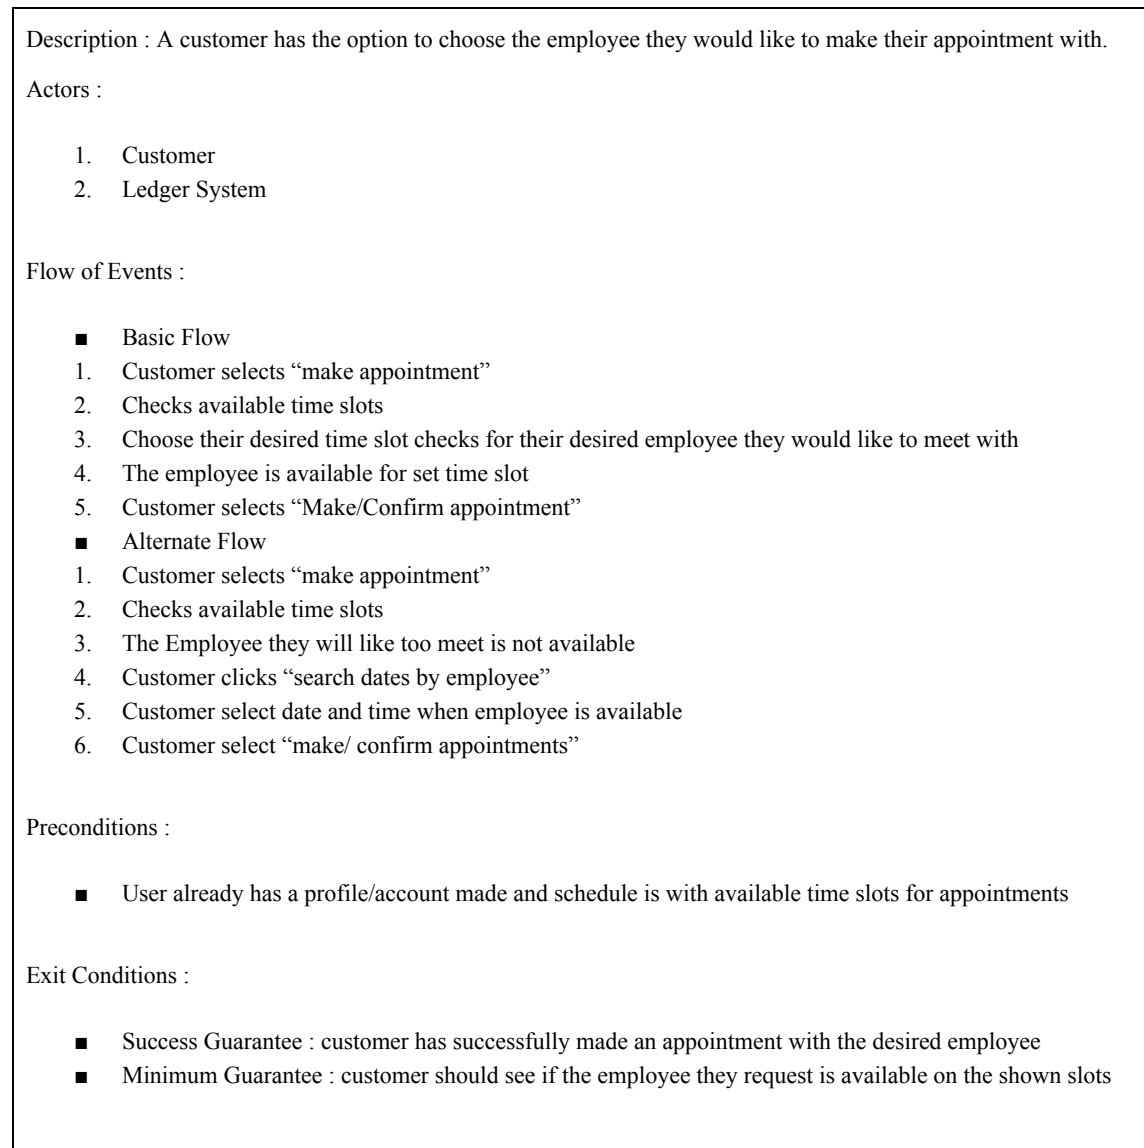 Description : A customer has the option to choose the employee they would like to make their appointment with.
Actors :
1. Customer
2. Ledger System
Flow of Events :
■ Basic Flow
1. Customer selects “make appointment”
2. Checks available time slots
3. Choose their desired time slot checks for their desired employee they would like to meet with
4. The employee is available for set time slot
5. Customer selects “Make/Confirm appointment”
■ Alternate Flow
1. Customer selects “make appointment”
2. Checks available time slots
3. The Employee they will like too meet is not available
4. Customer clicks “search dates by employee”
5. Customer select date and time when employee is available
6. Customer select “make/ confirm appointments”
Preconditions :
■ User already has a profile/account made and schedule is with available time slots for appointments
Exit Conditions :
■ Success Guarantee : customer has successfully made an appointment with the desired employee
■ Minimum Guarantee : customer should see if the employee they request is available on the shown slots